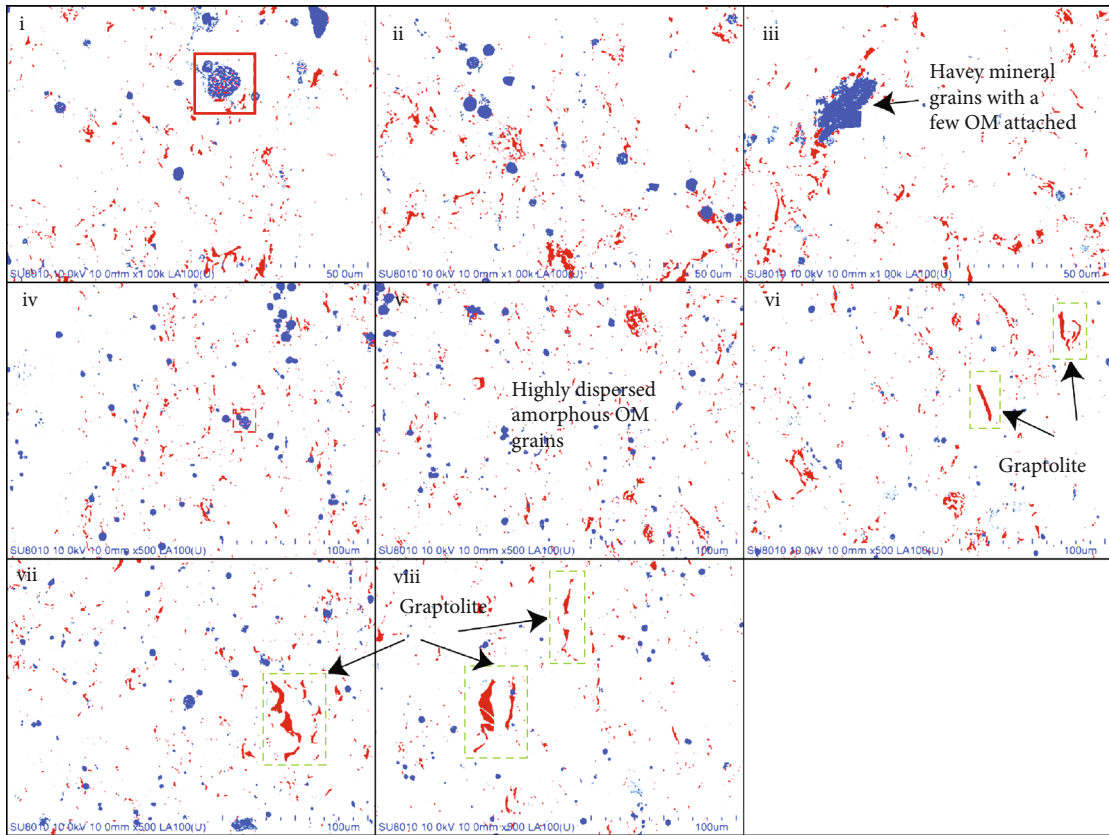 i
ii
iii
Havey mineral
grains with a
few OM attached
SU8010 10.0kV 10.0mm x1.00k LA100(U)
50.0um
SU8010 10.0kV 10.0mm x1.00k LA100(U)
50.0um
SU8010 10.0kV 10.0mm x1.00k LA100(U)
50.0um
iv
v
Highly dispersed
amorphous OM
grains
vi
Graptolite
SU8010 10.0kV 10.0mm x500 LA100(U)
100um
SU8010 10.0kV 10.0mm x500 LA100(U)
100um
SU8010 10.0kV 10.0mm x500 LA100(U)
100um
vii
viii
Graptolite
SU8010 10.0kV 10.0mm x500 LA100(U)
100um
SU8010 10.0kV 10.0mm x500 LA100(U)
100um